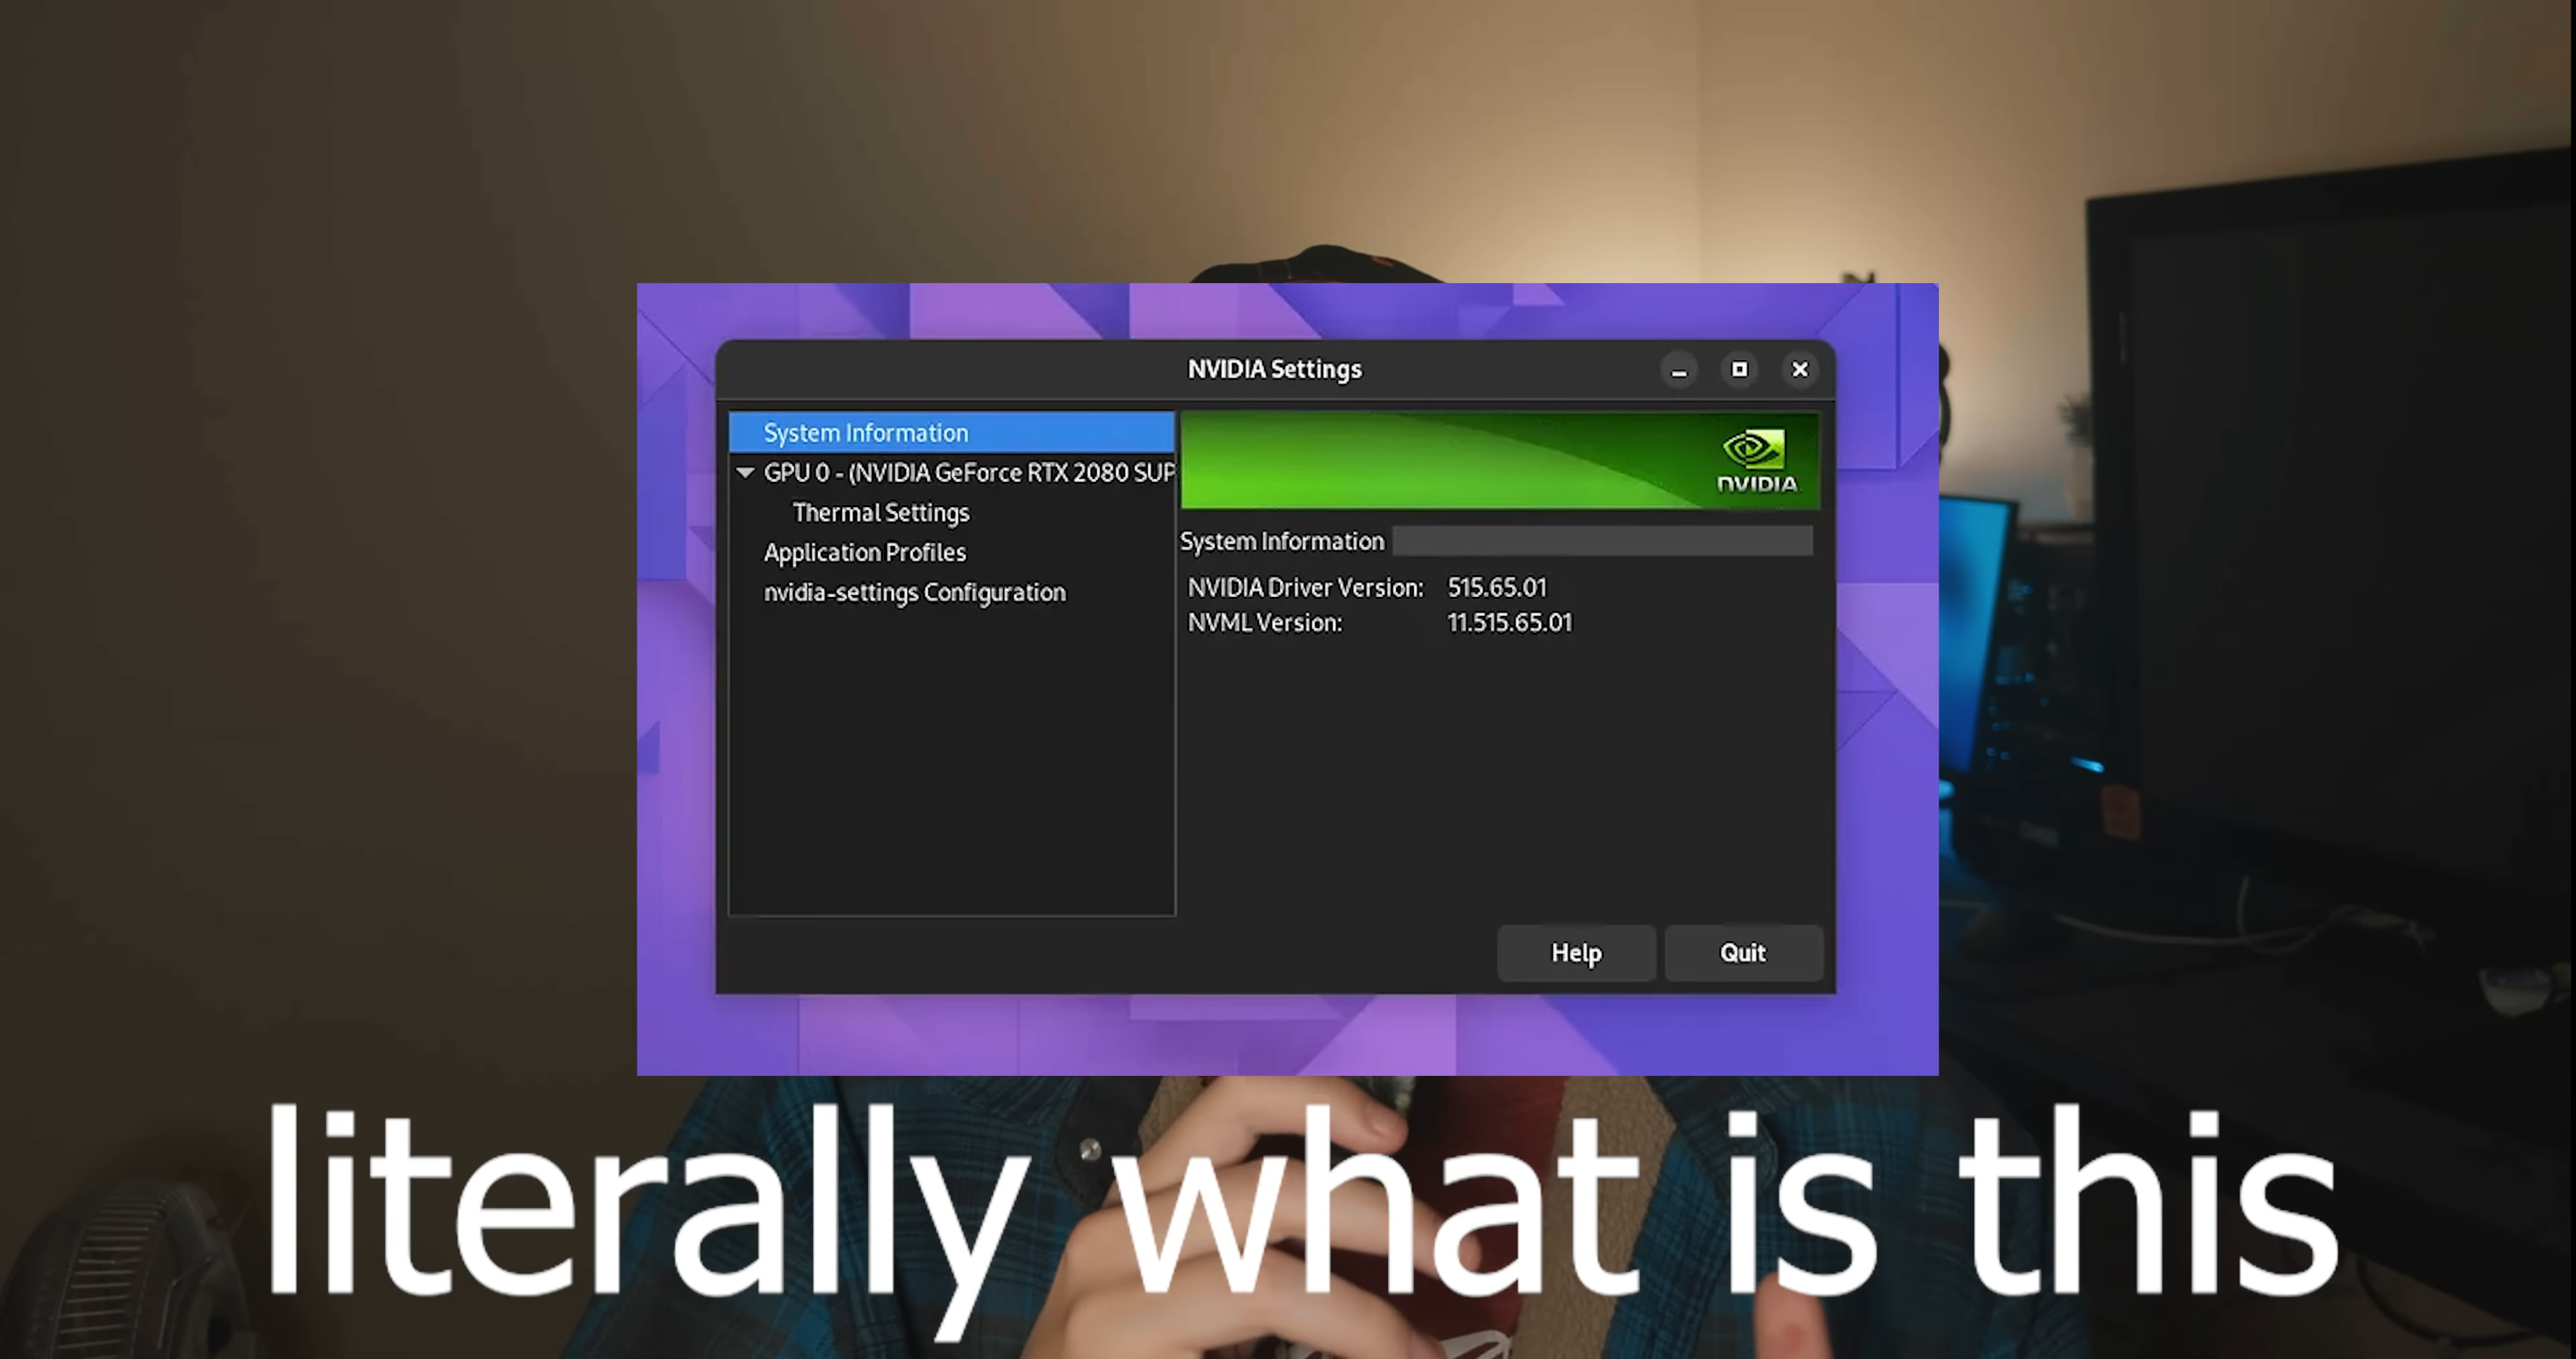 NVIDIA Settings
System Information
GPU 0 - (NVIDIA GeForce RTX 2080 SUP
Thermal Settings
Application Profiles
nvidia-settings Configuration
NVIDIA
System Information
NVIDIA Driver Version: 515.65.01
NVML Version: 11.515.65.01
Help Quit
literally what is this